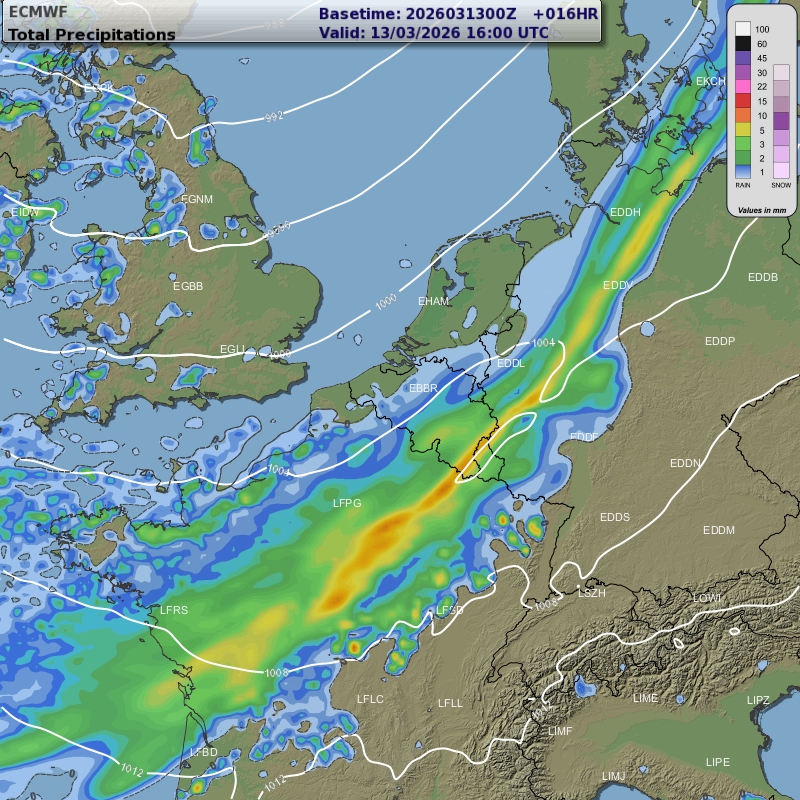 ECMWF
Basetime: 2026031300Z +016HR
Total Precipitations
Valid: 13/03/2026 16:00 UTC
100
60
45
30
22
15
10
5
3
2
1
RAIN
SNOW
Values in mm
EKCH
992
EGNM
EIDW
EDDH
1000
EGBB
EDDV
EDDB
EHAM
1000
EDDP
1004
EDDL
EBBR
EDDF
1004
EDDN
LFPG
EDDS
EDDM
LSZH
LOWI
LFRS
LFSD
1008
1008
LFLC
LFLL
LIME
LIPZ
LIMF
LFBD
LIPE
1012
LIMJ
1012